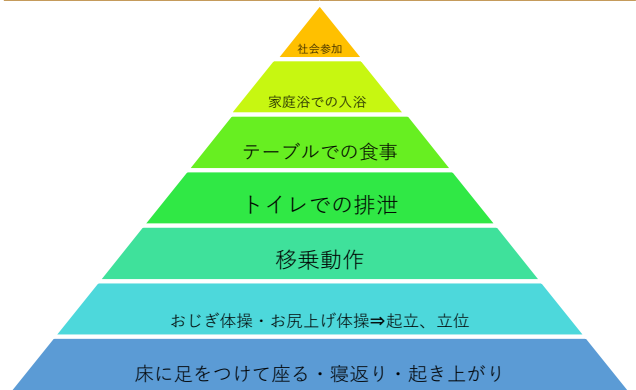 社会参加
家庭浴での入浴
テーブルでの食事
トイレでの排泄
移乗動作
おじぎ体操・お尻上げ体操⇒起立、立位
床に足をつけて座る・寝返り・起き上がり